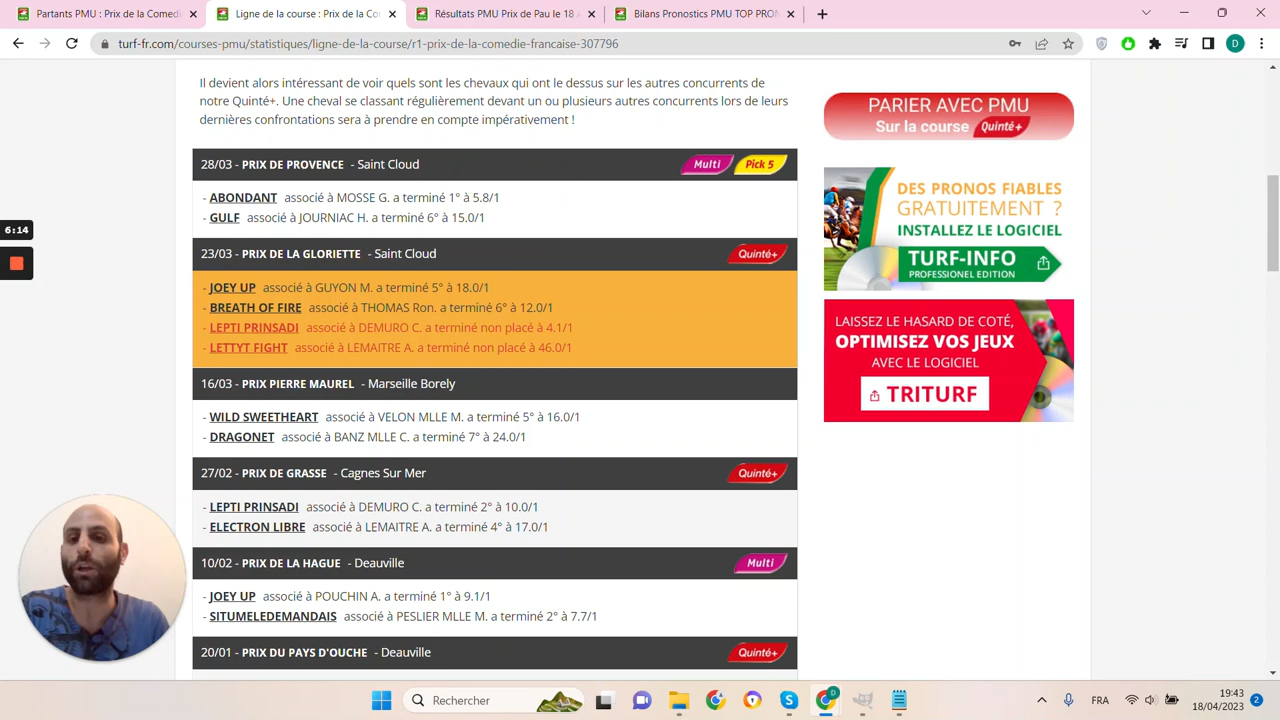 Partants PMU : Prix de la Comed
Ligne de la course : Prix de la Co
Résultats PMU Prix de Pau le 18 A
Bilans Pronostics PMU TOP PRON
turf-fr.com/courses-pmu/statistiques/ligne-de-la-course/r1-prix-de-la-comedie-francaise-307796
D
Il devient alors intéressant de voir quels sont les chevaux qui ont le dessus sur les autres concurrents de
notre Quinté+. Une cheval se classant régulièrement devant un ou plusieurs autres concurrents lors de leurs
dernières confrontations sera à prendre en compte impérativement !
28/03 - PRIX DE PROVENCE - Saint Cloud Multi Pick 5
- ABONDANT associé à MOSSE G. a terminé 1° à 5.8/1
- GULF associé à JOURNIAC H. a terminé 6° à 15.0/1
23/03 - PRIX DE LA GLORIETTE - Saint Cloud Quinté+
- JOEY UP associé à GUYON M. a terminé 5° à 18.0/1
- BREATH OF FIRE associé à THOMAS Ron. a terminé 6° à 12.0/1
- LEPTI PRINSADI associé à DEMURO C. a terminé non placé à 4.1/1
- LETTYT FIGHT associé à LEMAITRE A. a terminé non placé à 46.0/1
16/03 - PRIX PIERRE MAUREL - Marseille Borely
- WILD SWEETHEART associé à VELON MLLE M. a terminé 5° à 16.0/1
- DRAGONET associé à BANZ MLLE C. a terminé 7° à 24.0/1
27/02 - PRIX DE GRASSE - Cagnes Sur Mer Quinté+
- LEPTI PRINSADI associé à DEMURO C. a terminé 2° à 10.0/1
- ELECTRON LIBRE associé à LEMAITRE A. a terminé 4° à 17.0/1
10/02 - PRIX DE LA HAGUE - Deauville Multi
- JOEY UP associé à POUCHIN A. a terminé 1° à 9.1/1
- SITUMELEDEMANDAIS associé à PESLIER MLLE M. a terminé 2° à 7.7/1
20/01 - PRIX DU PAYS D'OUCHE - Deauville Quinté+
PARIER AVEC PMU
Sur la course Quinté+
DES PRONOS FIABLES
GRATUITEMENT ?
INSTALLEZ LE LOGICIEL
TURF-INFO
PROFESSIONEL EDITION
LAISSEZ LE HASARD DE COTÉ,
OPTIMISEZ VOS JEUX
AVEC LE LOGICIEL
TRITURF
6:14
Rechercher
D
FRA
19:43
18/04/2023
2